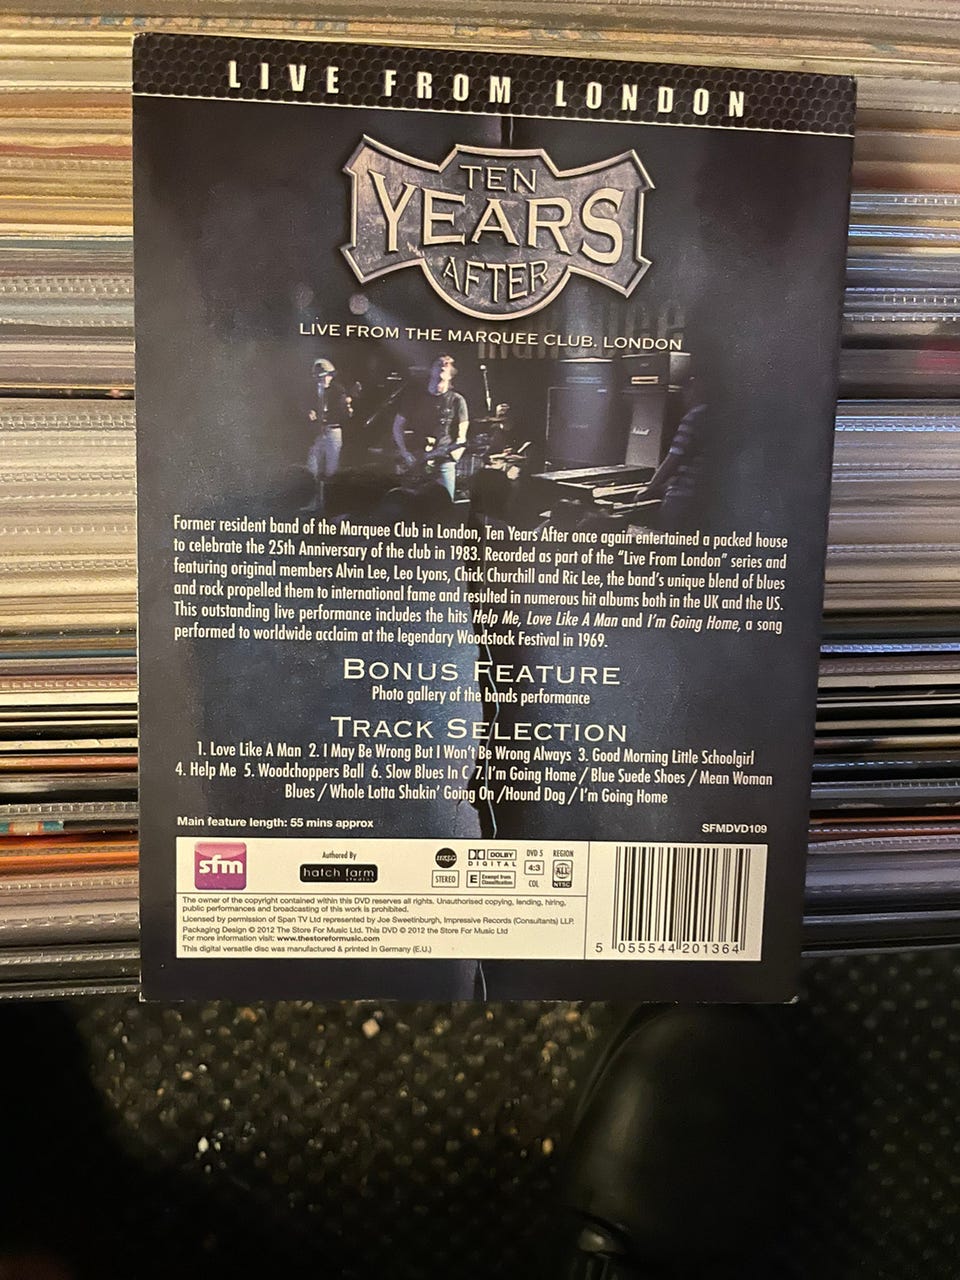 LIVE FROM LONDON
TEN
YEARS
AFTER
LIVE FROM THE MARQUEE CLUB. LONDON
Former resident band of the Marquee Club in London, Ten Years After once again entertained a packed house
to celebrate the 25th Anniversary of the club in 1983. Recorded as part of the “Live From London” series and
featuring original members Alvin Lee, Leo Lyons, Chick Churchill and Ric Lee, the band's unique blend of blues
and rock propelled them to international fame and resulted in numerous hit albums both in the UK and the US.
This outstanding live performance includes the hits Help Me, Love Like A Man and I'm Going Home, a song
performed to worldwide acclaim at the legendary Woodstock Festival in 1969.
BONUS FEATURE
Photo gallery of the bands performance
TRACK SELECTION
1. Love Like A Man 2. I May Be Wrong But I Won't Be Wrong Always 3. Good Morning Little Schoolgirl
4. Help Me 5. Woodchoppers Ball 6. Slow Blues In C 7. I'm Going Home / Blue Suede Shoes / Mean Woman
Blues / Whole Lotta Shakin' Going On /Hound Dog / I'm Going Home
Main feature length: 55 mins approx
SFMDVD109
sfm
Authored By
hatch farm
studios
STEREO
DOLBY
DIGITAL
E Exempt from Classification
DVD 5
4:3
COL
REGION
ALL
NTSC
The owner of the copyright contained within this DVD reserves all rights. Unauthorised copying, lending, hiring,
public performances and broadcasting of this work is prohibited.
Licensed by permission of Span TV Ltd represented by Joe Sweetinburgh, Impressive Records (Consultants) LLP.
Packaging Design © 2012 The Store For Music Ltd. This DVD © 2012 the Store For Music Ltd
For more information visit: www.thestoreformusic.com
This digital versatile disc was manufactured & printed in Germany (E.U.)
5 055544 201364